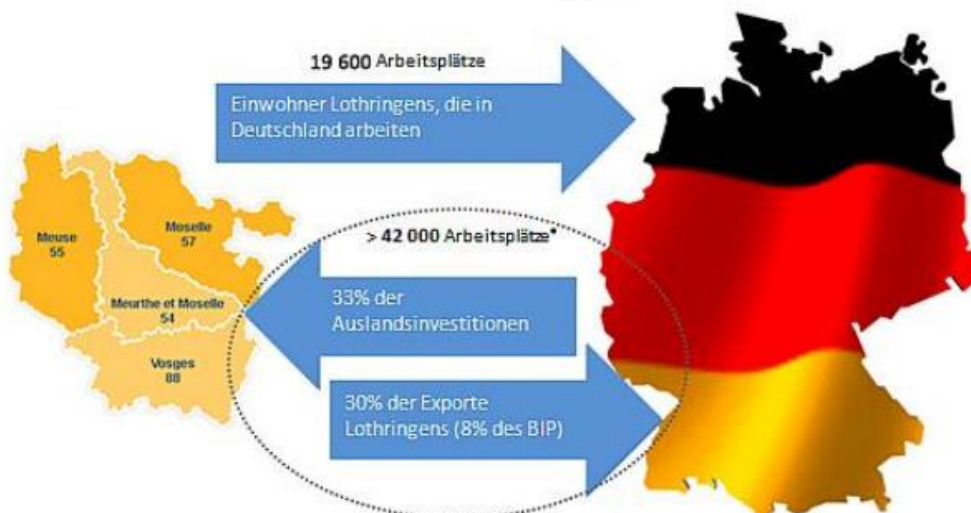 19 600 Arbeitsplätze
Einwohner Lothringens, die in
Deutschland arbeiten
Meuse
55
Moselle
57
Meurthe et Moselle
54
Vosges
88
> 42 000 Arbeitsplätze*
33% der
Auslandsinvestitionen
30% der Exporte
Lothringens (8% des BIP)